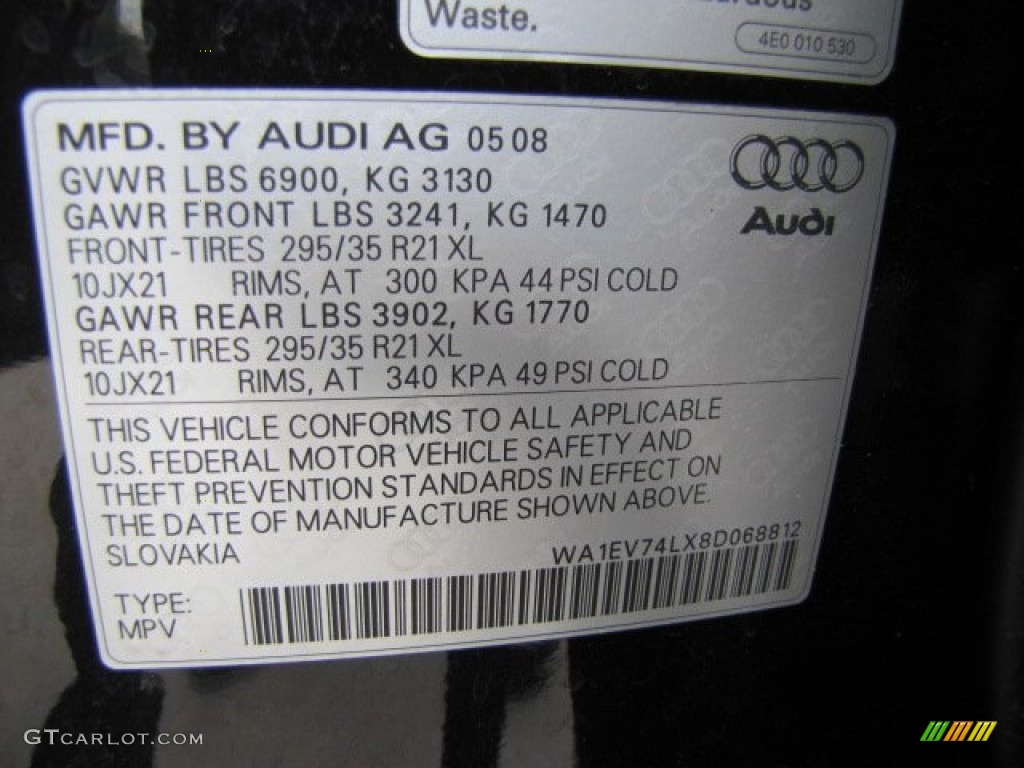 Waste.
4E0 010 530
MFD. BY AUDI AG 05 08
GVWR LBS 6900, KG 3130
GAWR FRONT LBS 3241, KG 1470
FRONT-TIRES 295/35 R21 XL
10JX21 RIMS, AT 300 KPA 44 PSI COLD
GAWR REAR LBS 3902, KG 1770
REAR-TIRES 295/35 R21 XL
10JX21 RIMS, AT 340 KPA 49 PSI COLD
Audi
THIS VEHICLE CONFORMS TO ALL APPLICABLE
U.S. FEDERAL MOTOR VEHICLE SAFETY AND
THEFT PREVENTION STANDARDS IN EFFECT ON
THE DATE OF MANUFACTURE SHOWN ABOVE.
SLOVAKIA
WA1EV74LX8D068812
TYPE:
MPV
GTCARLOT.COM